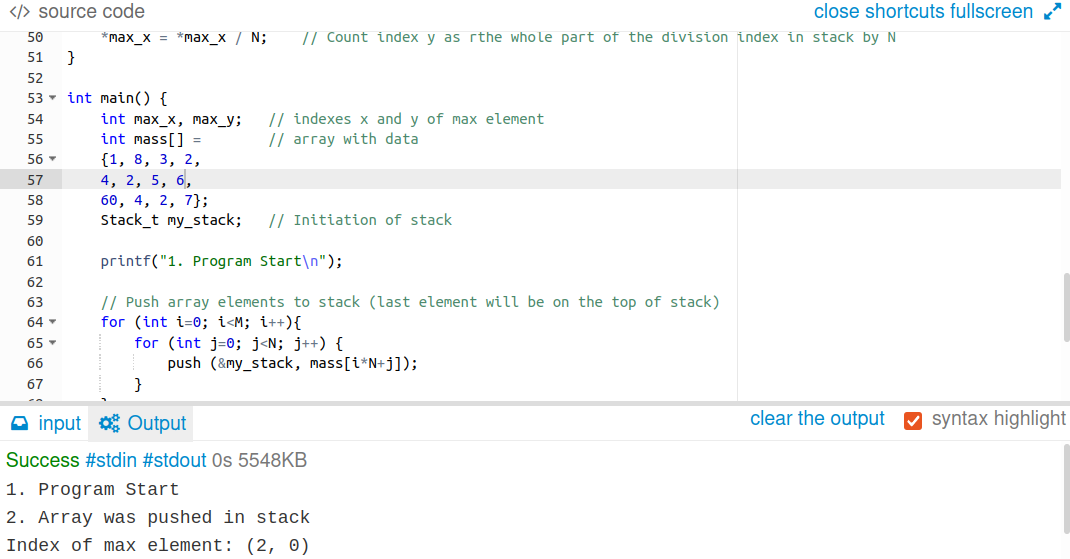 </> source code
close shortcuts fullscreen
50 *max_x = *max_x / N; // Count index y as rthe whole part of the division index in stack by N
51 }
52
53 int main() {
54 int max_x, max_y; // indexes x and y of max element
55 int mass[] = // array with data
56 {1, 8, 3, 2,
57 4, 2, 5, 6,
58 60, 4, 2, 7};
59 Stack_t my_stack; // Initiation of stack
60
61 printf("1. Program Start\n");
62
63 // Push array elements to stack (last element will be on the top of stack)
64 for (int i=0; i<M; i++){
65 for (int j=0; j<N; j++) {
66 push (&my_stack, mass[i*N+j]);
67 }
input
Output
clear the output
syntax highlight
Success #stdin #stdout 0s 5548KB
1. Program Start
2. Array was pushed in stack
Index of max element: (2, 0)